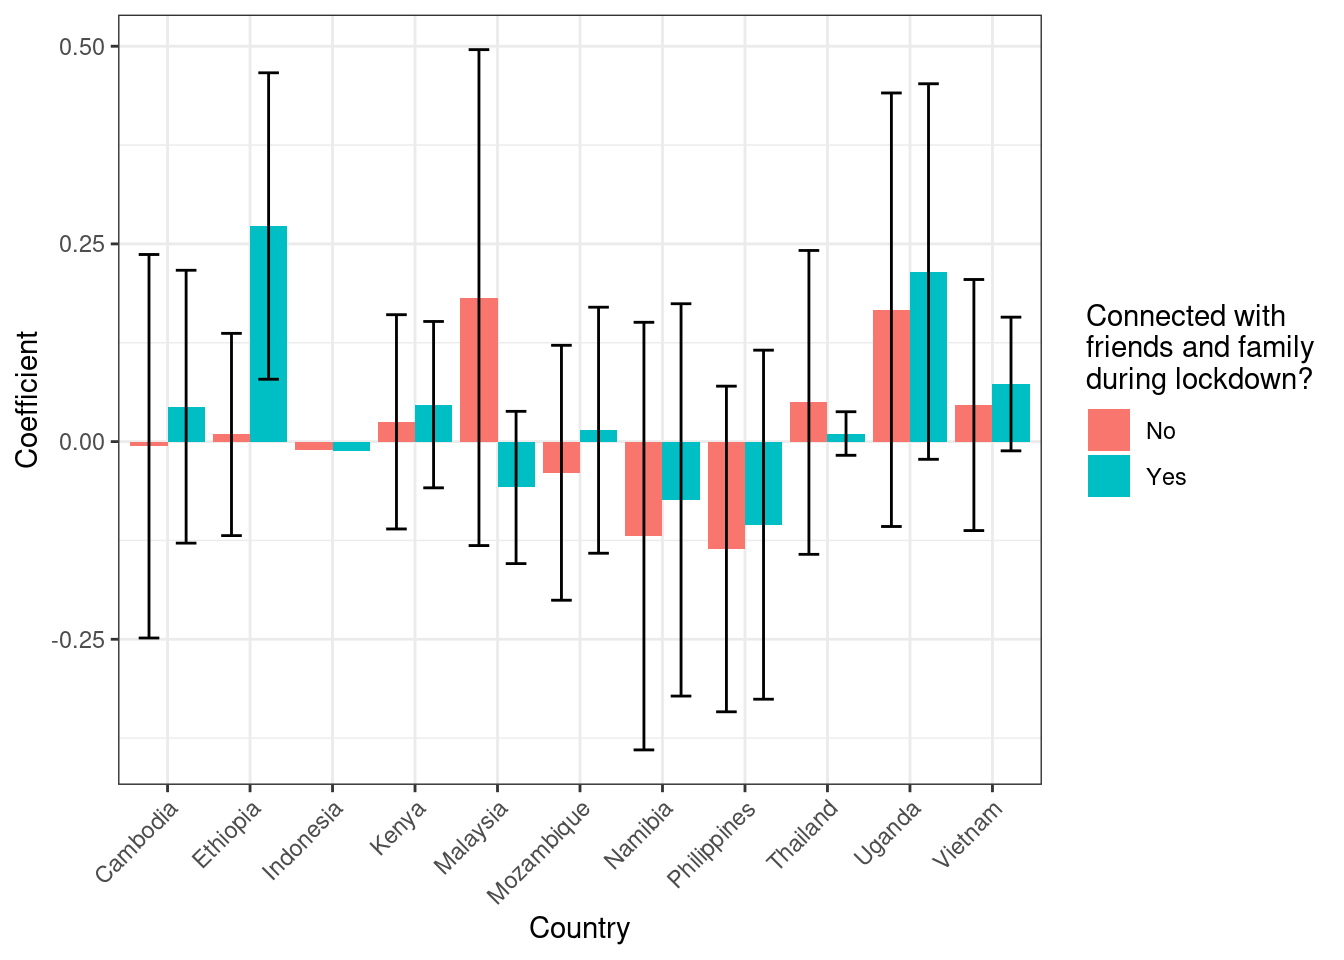 0.50
0.25
0.00
-0.25
Coefficient
Cambodia
Ethiopia
Indonesia
Kenya
Malaysia
Mozambique
Namibia
Philippines
Thailand
Uganda
Vietnam
Country
Connected with
friends and family
during lockdown?
No
Yes